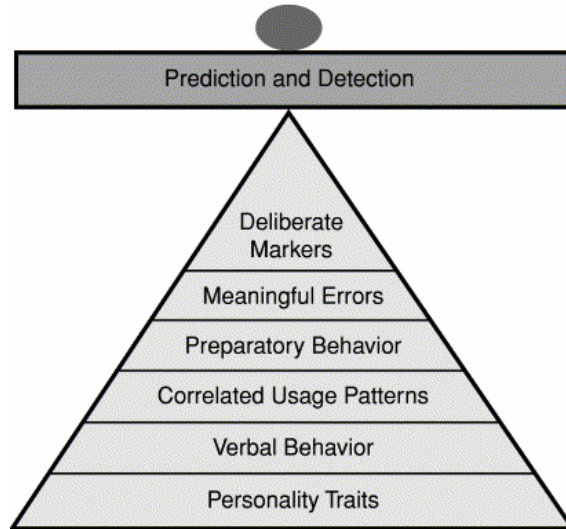 Prediction and Detection
Deliberate
Markers
Meaningful Errors
Preparatory Behavior
Correlated Usage Patterns
Verbal Behavior
Personality Traits